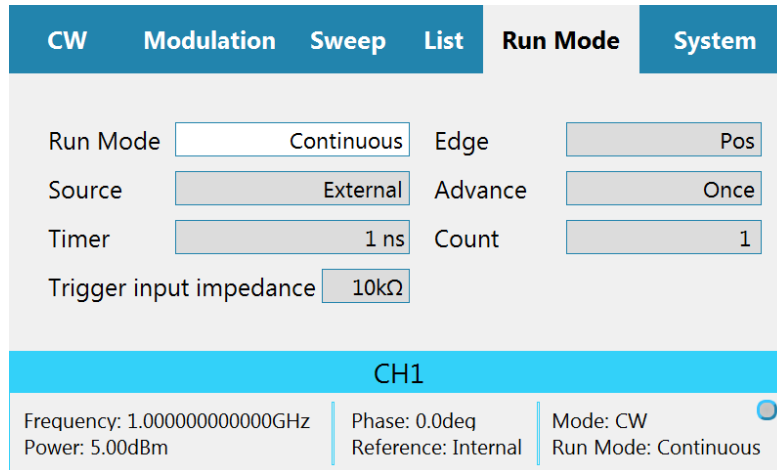 CW Modulation Sweep List Run Mode System
Run Mode Continuous Edge Pos
Source External Advance Once
Timer 1 ns Count 1
Trigger input impedance 10kΩ
CH1
Frequency: 1.000000000000GHz Phase: 0.0deg Mode: CW
Power: 5.00dBm Reference: Internal Run Mode: Continuous